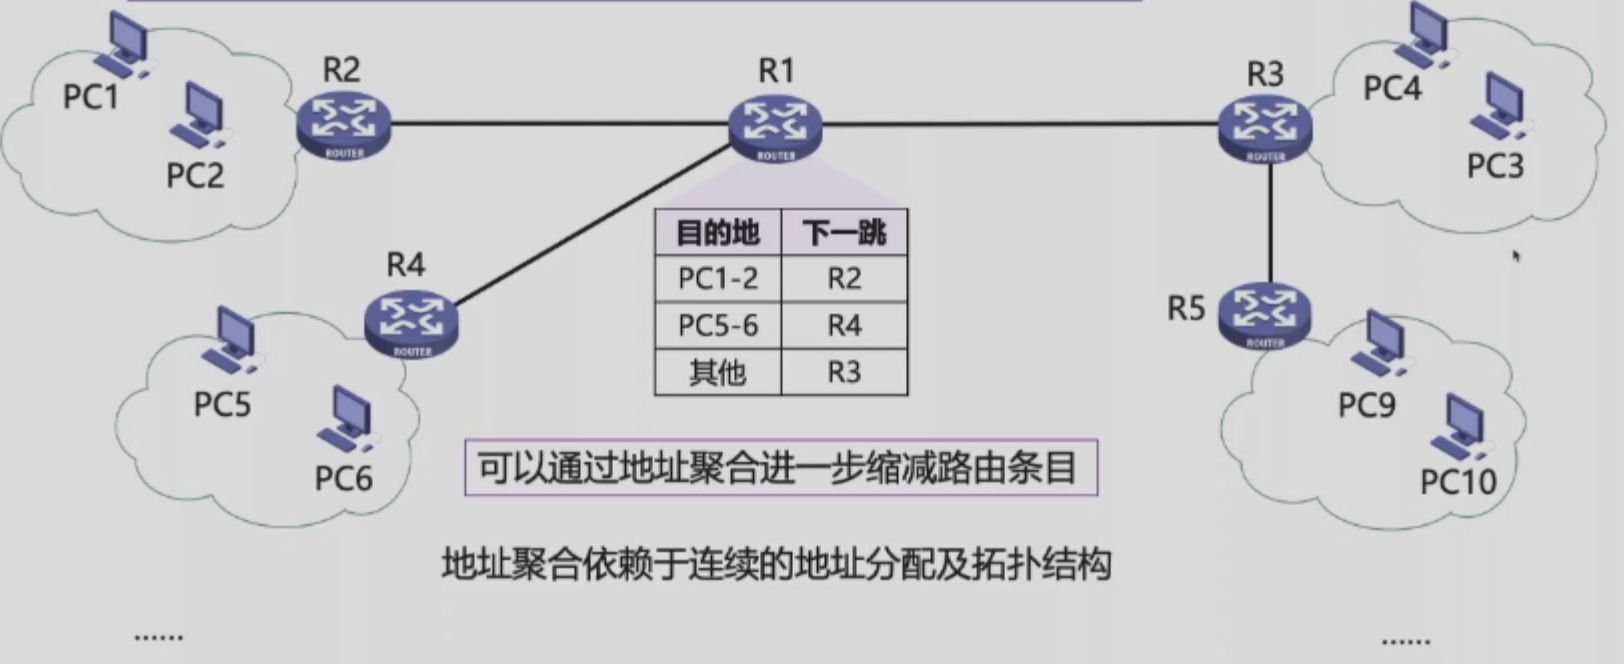 PC1
PC2
R2
R1
R3
PC4
PC3
ROUTER
ROUTER
ROUTER
目的地 下一跳
PC1-2 R2
PC5-6 R4
其他 R3
R4
ROUTER
PC5
PC6
R5
ROUTER
PC9
PC10
可以通过地址聚合进一步缩减路由条目
地址聚合依赖于连续的地址分配及拓扑结构
......
......